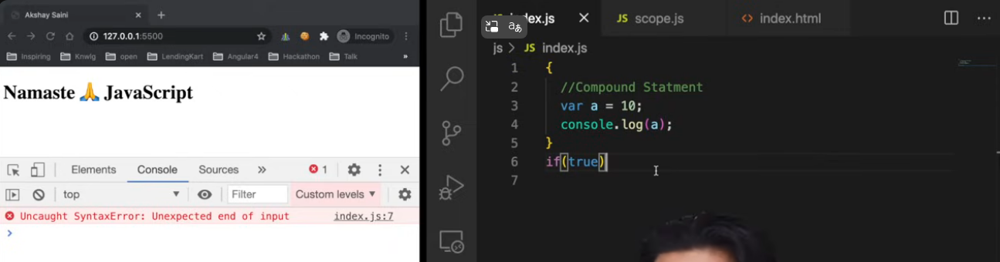 Akshay Saini
127.0.0.1:5500
Incognito
Inspiring Knwlg open LendingKart Angular4 Hackathon Talk »
Namaste 🙏 JavaScript
Elements Console Sources » 1
top Filter Custom levels
Uncaught SyntaxError: Unexpected end of input index.js:7
index.js JS scope.js index.html
js > JS index.js
1 {
2 //Compound Statment
3 var a = 10;
4 console.log(a);
5 }
6 if(true)
7